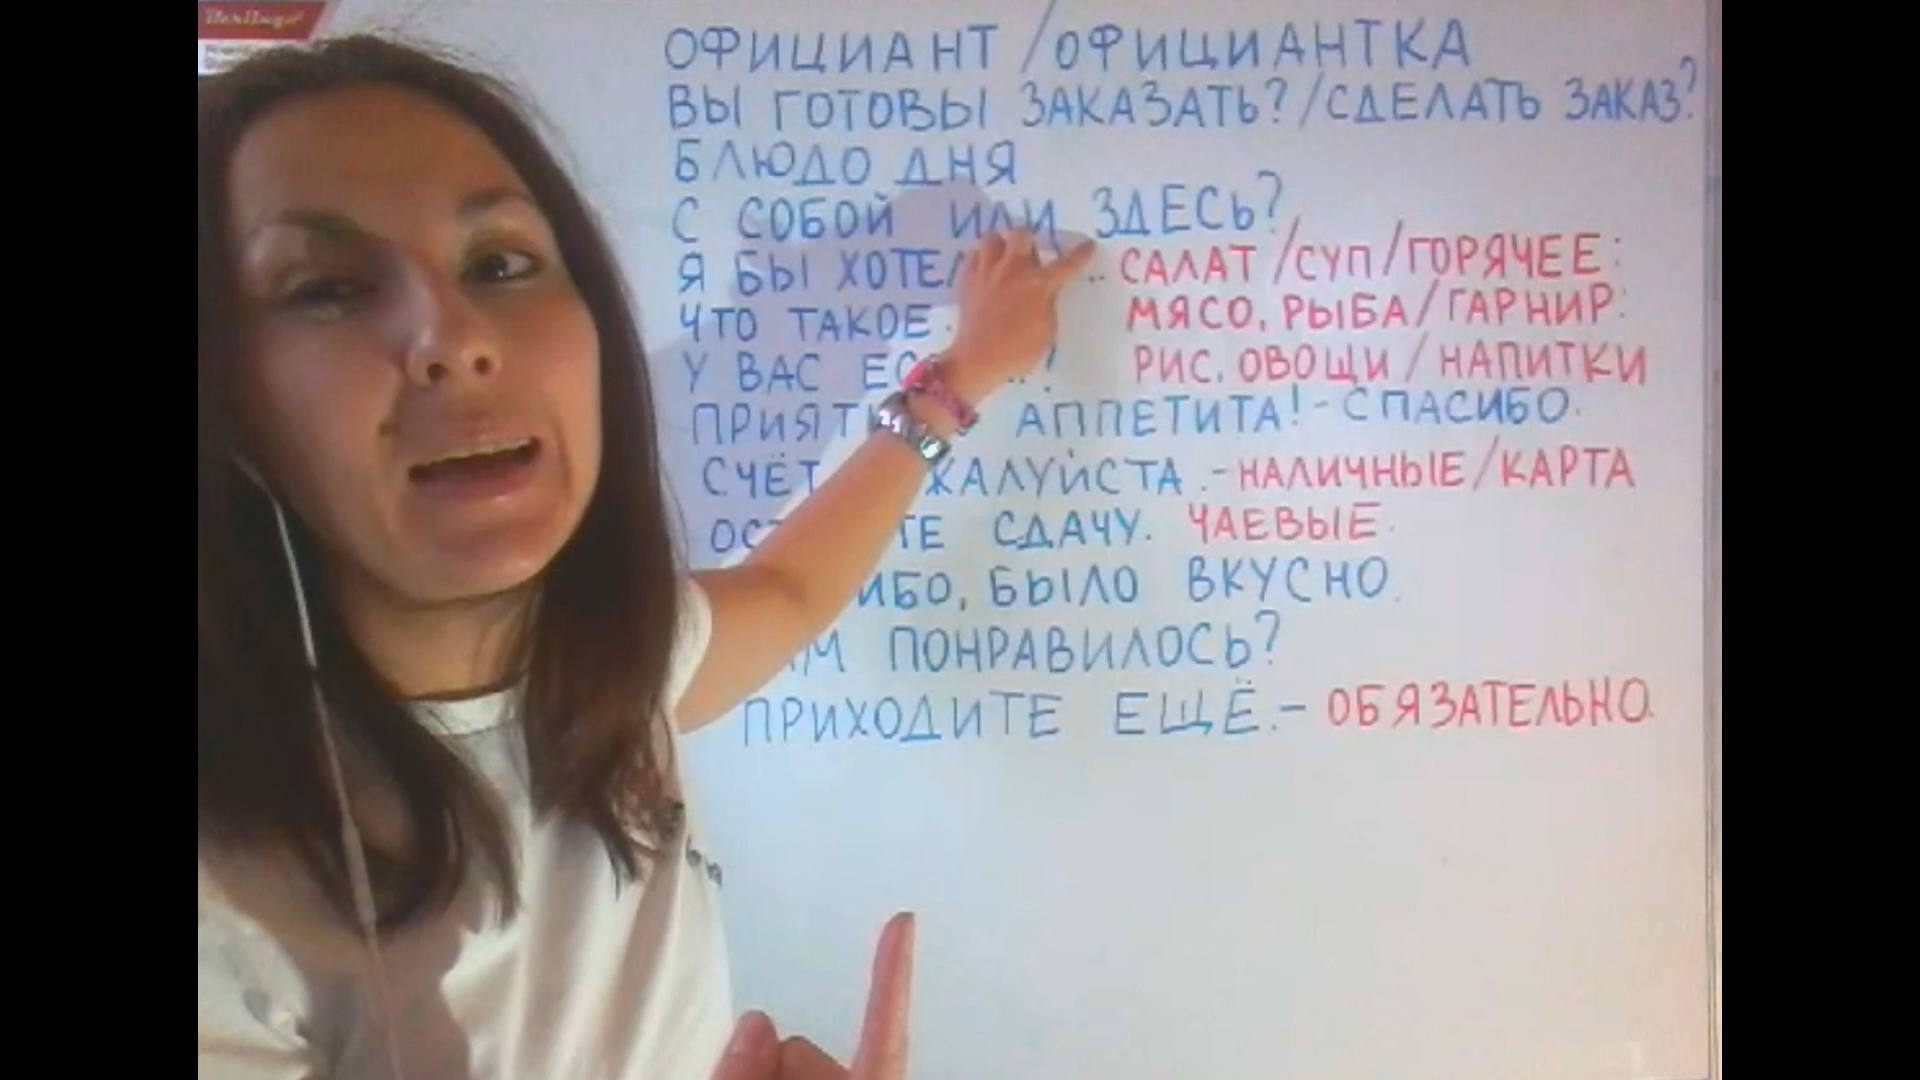 ОФИЦИАНТ / ОФИЦИАНТКА
ВЫ ГОТОВЫ ЗАКАЗАТЬ? / СДЕЛАТЬ ЗАКАЗ?
БЛЮДО ДНЯ
С СОБОЙ ИЛИ ЗДЕСЬ?
Я БЫ ... САЛАТ / СУП / ГОРЯЧЕЕ:
ЧТО ТАКОЕ МЯСО, РЫБА / ГАРНИР:
У ВАС ...? РИС, ОВОЩИ / НАПИТКИ
АППЕТИТА! - СПАСИБО.
СЧЁТ - НАЛИЧНЫЕ / КАРТА
СДАЧУ. ЧАЕВЫЕ.
БЫЛО ВКУСНО.
ПОНРАВИЛОСЬ?
ПРИХОДИТЕ ЕЩЁ. - ОБЯЗАТЕЛЬНО.